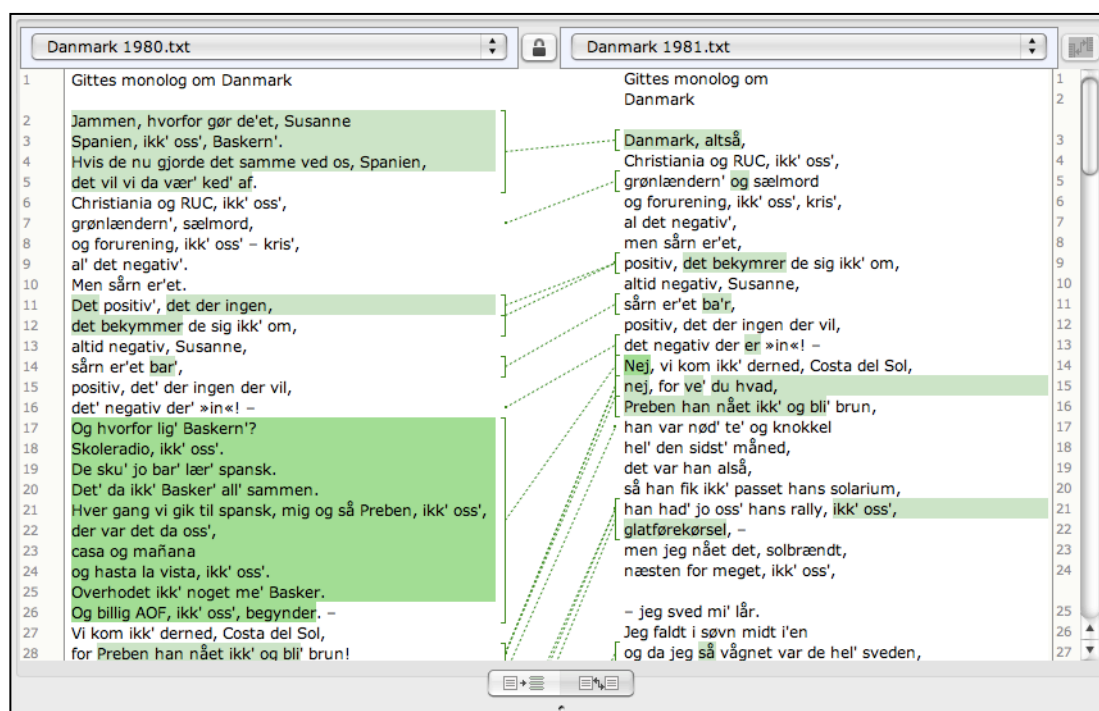 Danmark 1980.txt
Danmark 1981.txt
1 Gittes monolog om Danmark
2 Jammen, hvorfor gør de'et, Susanne
3 Spanien, ikk' oss', Baskern'.
4 Hvis de nu gjorde det samme ved os, Spanien,
5 det vil vi da vær' ked' af.
6 Christiania og RUC, ikk' oss',
7 grønlændern', sælmord,
8 og forurening, ikk' oss' – kris',
9 al' det negativ'.
10 Men sårn er'et.
11 Det positiv', det der ingen,
12 det bekymmer de sig ikk' om,
13 altid negativ, Susanne,
14 sårn er'et bar',
15 positiv, det' der ingen der vil,
16 det' negativ der' »in«! –
17 Og hvorfor lig' Baskern'?
18 Skoleradio, ikk' oss'.
19 De sku' jo bar' lær' spansk.
20 Det' da ikk' Basker' all' sammen.
21 Hver gang vi gik til spansk, mig og så Preben, ikk' oss',
22 der var det da oss',
23 casa og mañana
24 og hasta la vista, ikk' oss'.
25 Overhodet ikk' noget me' Basker.
26 Og billig AOF, ikk' oss', begynder. –
27 Vi kom ikk' derned, Costa del Sol,
28 for Preben han nået ikk' og bli' brun!
Gittes monolog om 1
Danmark 2
Danmark, altså, 3
Christiania og RUC, ikk' oss', 4
grønlændern' og sælmord 5
og forurening, ikk' oss', kris', 6
al det negativ', 7
men sårn er'et, 8
positiv, det bekymrer de sig ikk' om, 9
altid negativ, Susanne, 10
sårn er'et ba'r, 11
positiv, det der ingen der vil, 12
det negativ der er »in«! – 13
Nej, vi kom ikk' derned, Costa del Sol, 14
nej, for ve' du hvad, 15
Preben han nået ikk' og bli' brun, 16
han var nød' te' og knokkel 17
hel' den sidst' måned, 18
det var han alså, 19
så han fik ikk' passet hans solarium, 20
han had' jo oss' hans rally, ikk' oss', 21
glatførekørsel, – 22
men jeg nået det, solbrændt, 23
næsten for meget, ikk' oss', 24
– jeg sved mi' lår. 25
Jeg faldt i søvn midt i'en 26
og da jeg så vågnet var de hel' sveden, 27